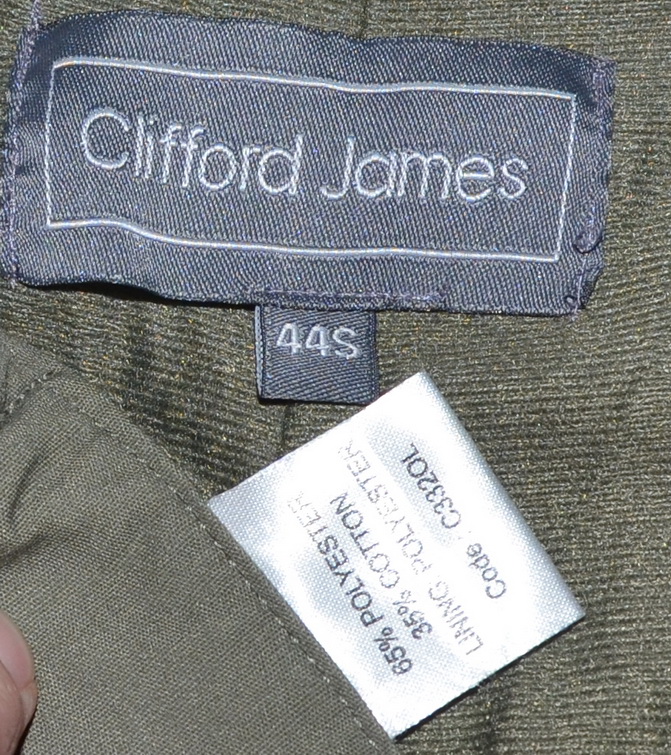 Clifford James
44S
65% POLYESTER
35% COTTON
LINING POLYESTER
Code : C3320L